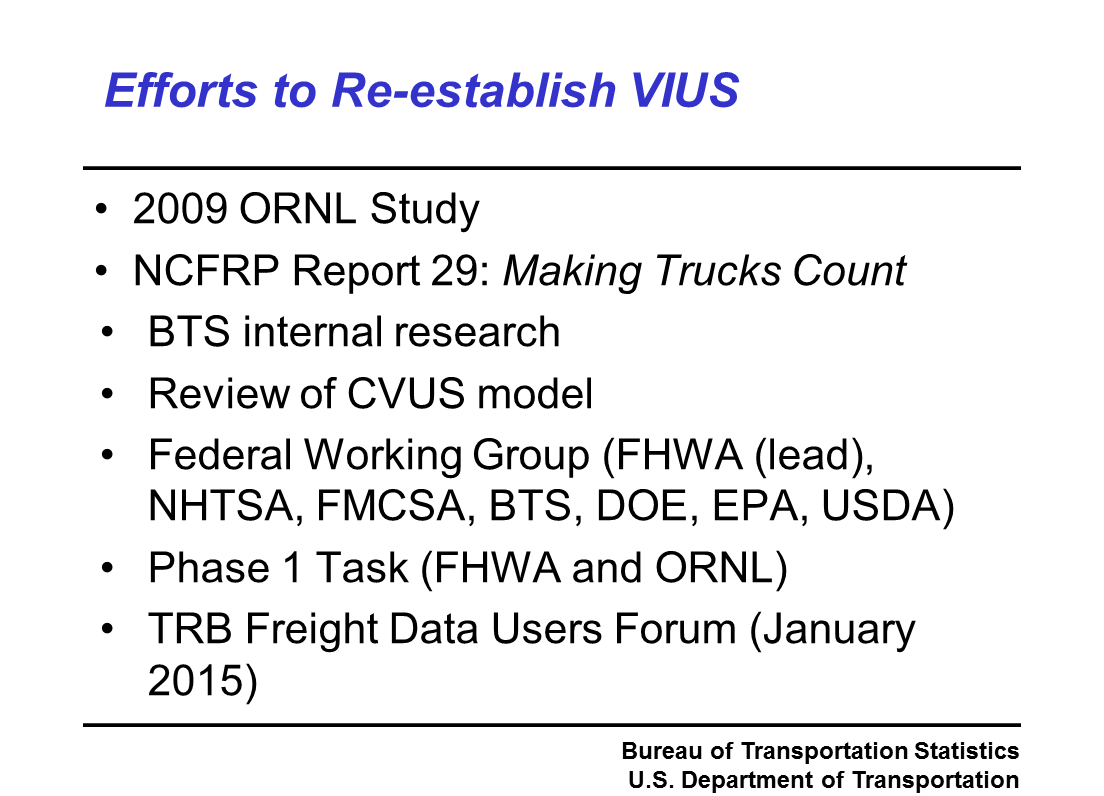 Efforts to Re-establish VIUS
• 2009 ORNL Study
• NCFRP Report 29: Making Trucks Count
• BTS internal research
• Review of CVUS model
• Federal Working Group (FHWA (lead),
NHTSA, FMCSA, BTS, DOE, EPA, USDA)
• Phase 1 Task (FHWA and ORNL)
• TRB Freight Data Users Forum (January
2015)
Bureau of Transportation Statistics
U.S. Department of Transportation